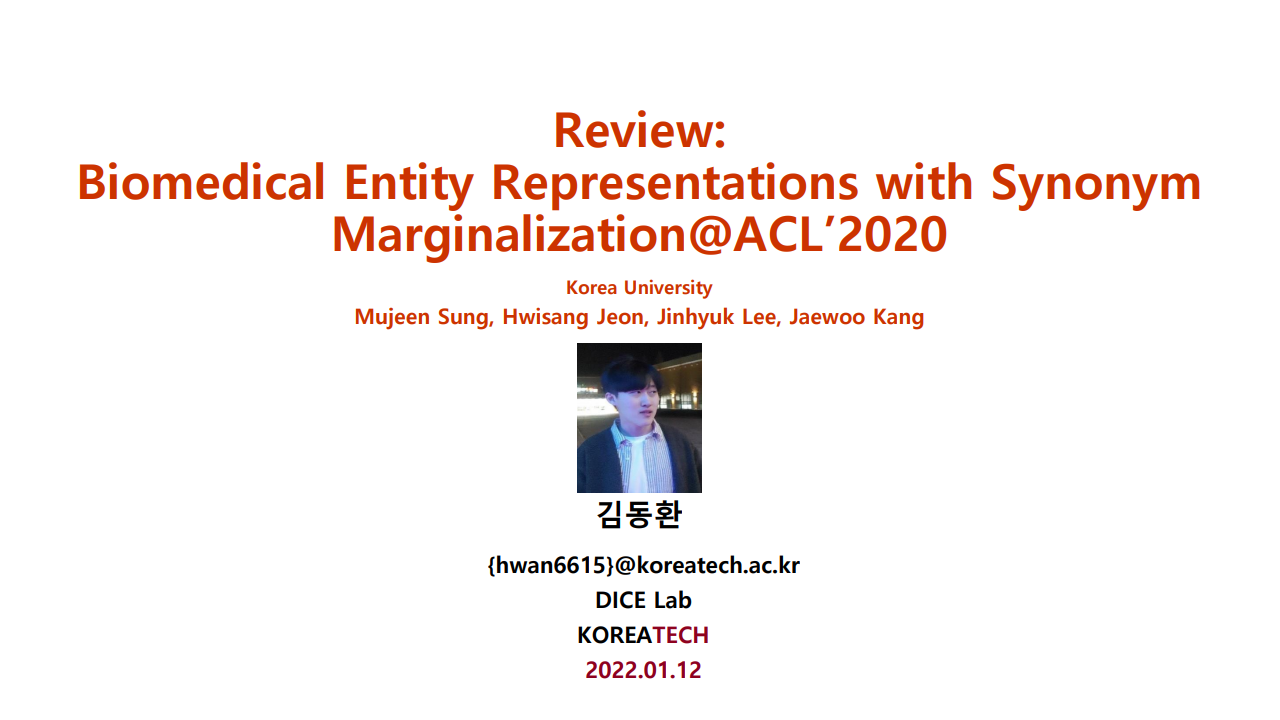 Review:
Biomedical Entity Representations with Synonym
Marginalization@ACL’2020
Korea University
Mujeen Sung, Hwisang Jeon, Jinhyuk Lee, Jaewoo Kang
김동환
{hwan6615}@koreatech.ac.kr
DICE Lab
KOREATECH
2022.01.12